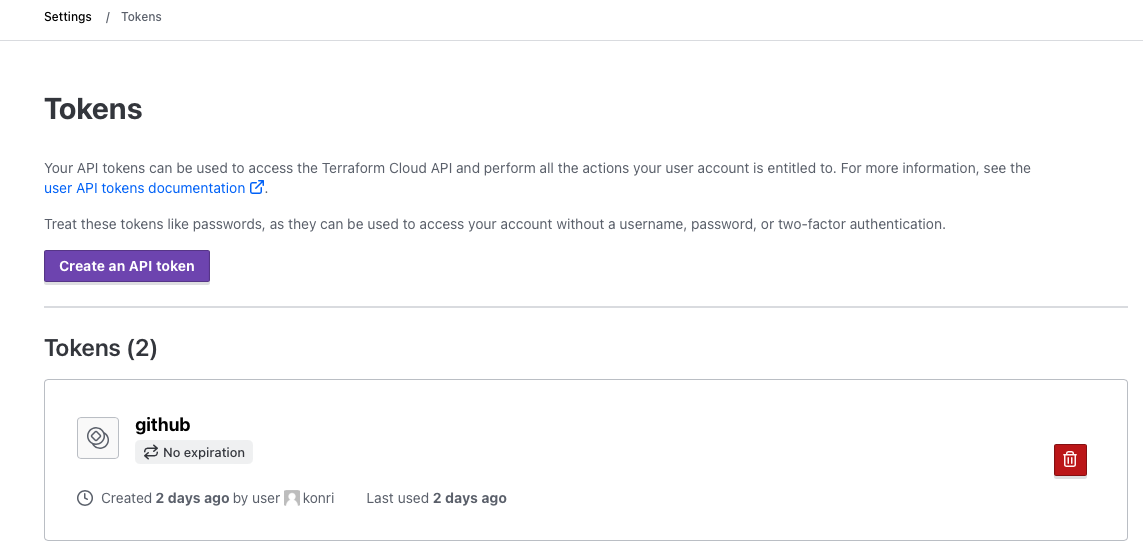 Settings / Tokens
Tokens
Your API tokens can be used to access the Terraform Cloud API and perform all the actions your user account is entitled to. For more information, see the
user API tokens documentation.
Treat these tokens like passwords, as they can be used to access your account without a username, password, or two-factor authentication.
Create an API token
Tokens (2)
github
No expiration
Created 2 days ago by user konri Last used 2 days ago